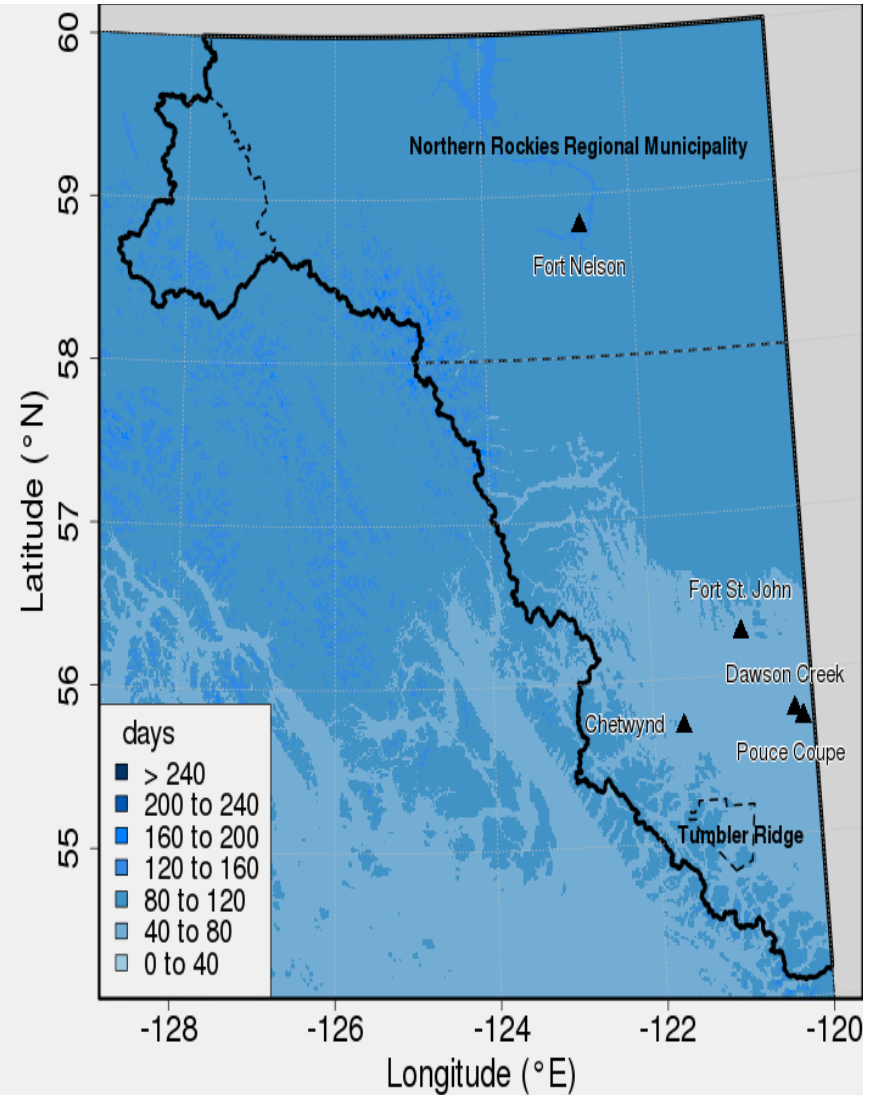 60
59
58
57
56
55
Latitude (°N)
Northern Rockies Regional Municipality
Fort Nelson
Fort St. John
Dawson Creek
Chetwynd
Pouce Coupe
Tumbler Ridge
days
> 240
200 to 240
160 to 200
120 to 160
80 to 120
40 to 80
0 to 40
-128 -126 -124 -122 -120
Longitude (°E)